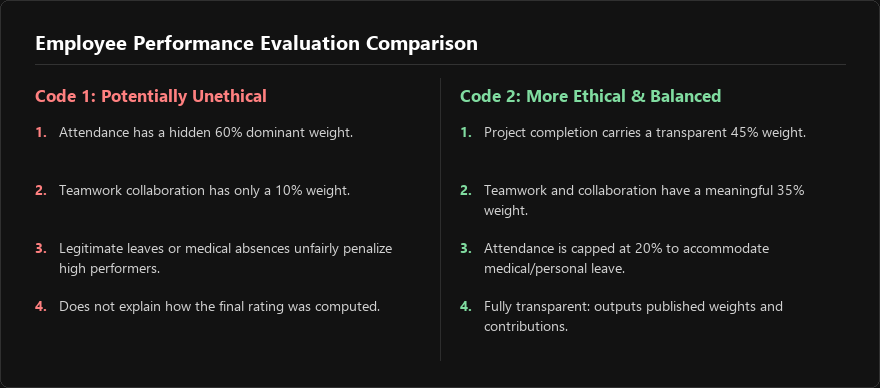 Employee Performance Evaluation Comparison
Code 1: Potentially Unethical
1. Attendance has a hidden 60% dominant weight.
2. Teamwork collaboration has only a 10% weight.
3. Legitimate leaves or medical absences unfairly penalize
high performers.
4. Does not explain how the final rating was computed.
Code 2: More Ethical & Balanced
1. Project completion carries a transparent 45% weight.
2. Teamwork and collaboration have a meaningful 35%
weight.
3. Attendance is capped at 20% to accommodate
medical/personal leave.
4. Fully transparent: outputs published weights and
contributions.